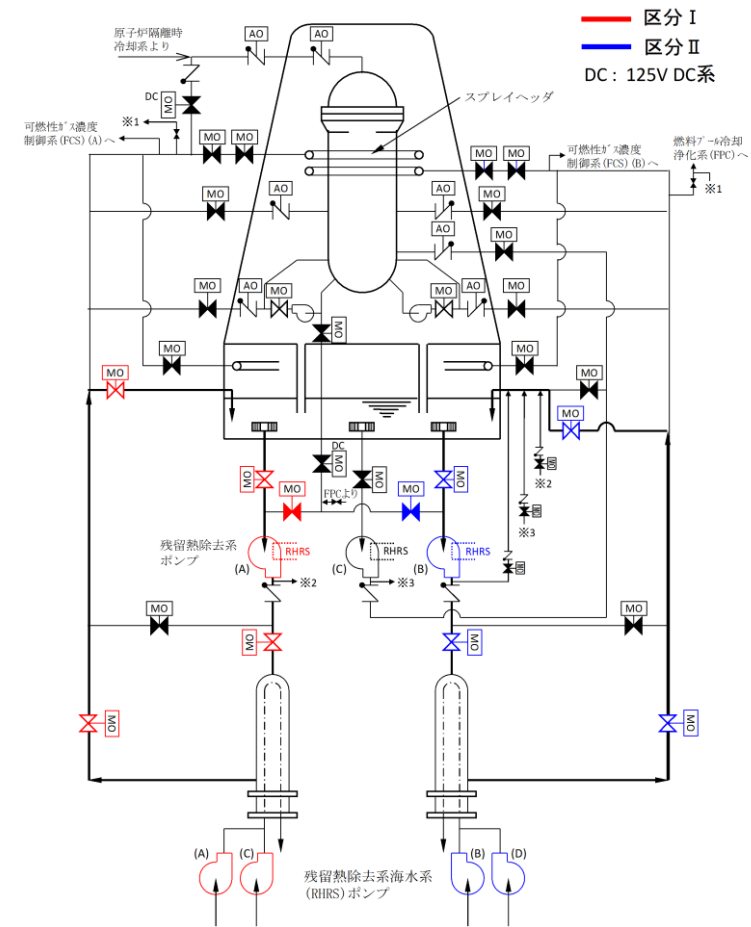 区分Ⅰ
区分Ⅱ
DC : 125V DC系
原子炉隔離時
冷却系より
AO
AO
スプレイヘッダ
DC
MO
※1
可燃性ｶﾞｽ濃度
制御系(FCS)(A)へ
MO
MO
MO
MO
可燃性ｶﾞｽ濃度
制御系(FCS)(B)へ
燃料ﾌﾟｰﾙ冷却
浄化系(FPC)へ
※1
MO
AO
AO
MO
AO
MO
MO
AO
MO
MO
AO
MO
MO
MO
MO
MO
MO
MO
DC
MO
MO
MO
MO
MO
※2
MO
FPCより
MO
MO
※3
残留熱除去系
ポンプ
RHRS
RHRS
RHRS
(A)
(C)
(B)
MO
※2
※3
MO
MO
MO
MO
MO
MO
(A)
(C)
(B)
(D)
残留熱除去系海水系
(RHRS)ポンプ